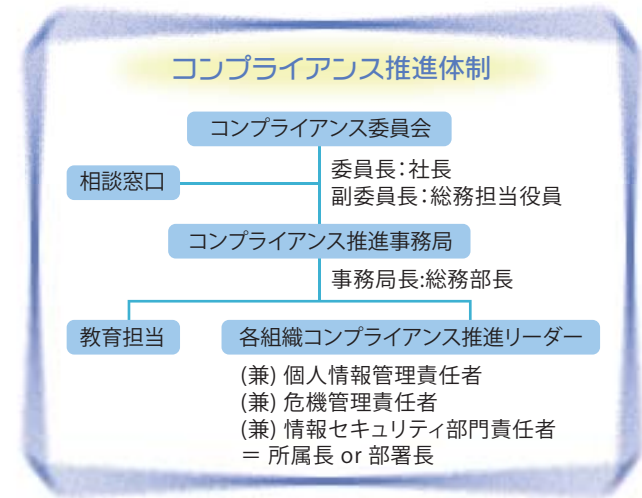 コンプライアンス推進体制
コンプライアンス委員会
委員長：社長
副委員長：総務担当役員
相談窓口
コンプライアンス推進事務局
事務局長:総務部長
教育担当
各組織コンプライアンス推進リーダー
(兼) 個人情報管理責任者
(兼) 危機管理責任者
(兼) 情報セキュリティ部門責任者
＝ 所属長 or 部署長